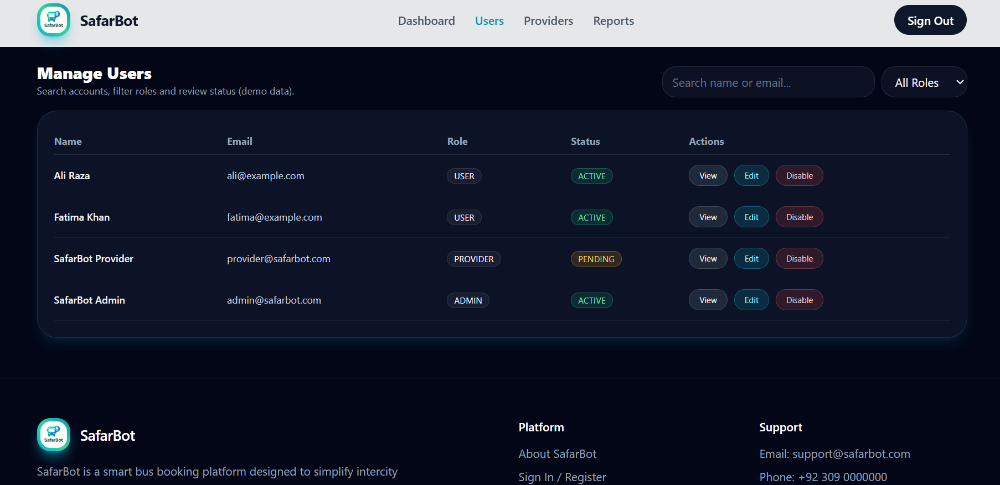 SafarBot
SafarBot
Dashboard Users Providers Reports
Sign Out
Manage Users
Search accounts, filter roles and review status (demo data).
Search name or email...
All Roles
Name Email Role Status Actions
Ali Raza ali@example.com USER ACTIVE View Edit Disable
Fatima Khan fatima@example.com USER ACTIVE View Edit Disable
SafarBot Provider provider@safarbot.com PROVIDER PENDING View Edit Disable
SafarBot Admin admin@safarbot.com ADMIN ACTIVE View Edit Disable
SafarBot
SafarBot
SafarBot is a smart bus booking platform designed to simplify intercity
Platform
About SafarBot
Sign In / Register
Support
Email: support@safarbot.com
Phone: +92 309 0000000